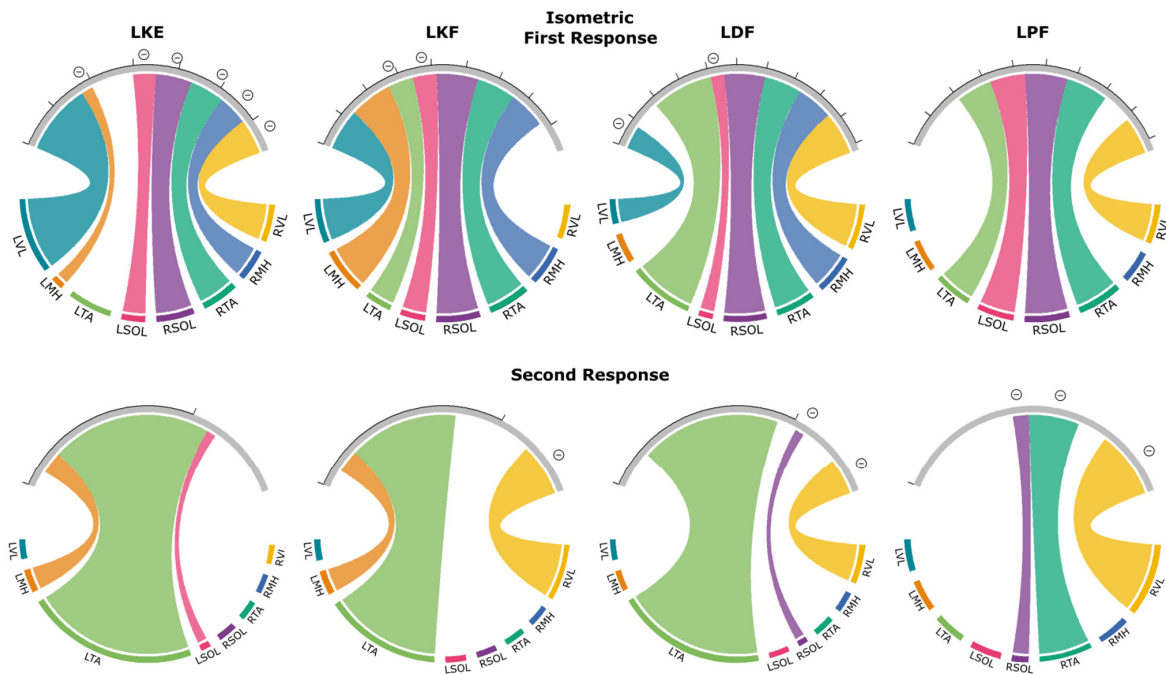 Isometric
First Response
LKE
LKF
LDF
LPF
⊖ ⊖ ⊖ ⊖ ⊖
⊖ ⊖
⊖ ⊖
LVL LMH LTA LSOL RSOL RTA RMH RVL
LVL LMH LTA LSOL RSOL RTA RMH RVL
LVL LMH LTA LSOL RSOL RTA RMH RVL
LVL LMH LTA LSOL RSOL RTA RMH RVL
Second Response
⊖
⊖ ⊖
⊖ ⊖ ⊖
LVL LMH LTA LSOL RSOL RTA RMH RVL
LVL LMH LTA LSOL RSOL RTA RMH RVL
LVL LMH LTA LSOL RSOL RTA RMH RVL
LVL LMH LTA LSOL RSOL RTA RMH RVL